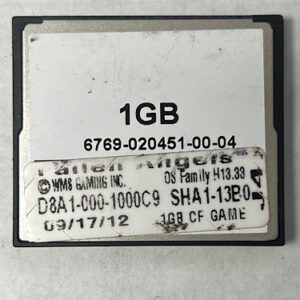 1GB
6769-020451-00-04
Fallen Angels
©WMS GAMING INC. OS Family H13.33
D8A1-000-1000C9 SHA1-13B0
09/17/12 1GB CF GAME